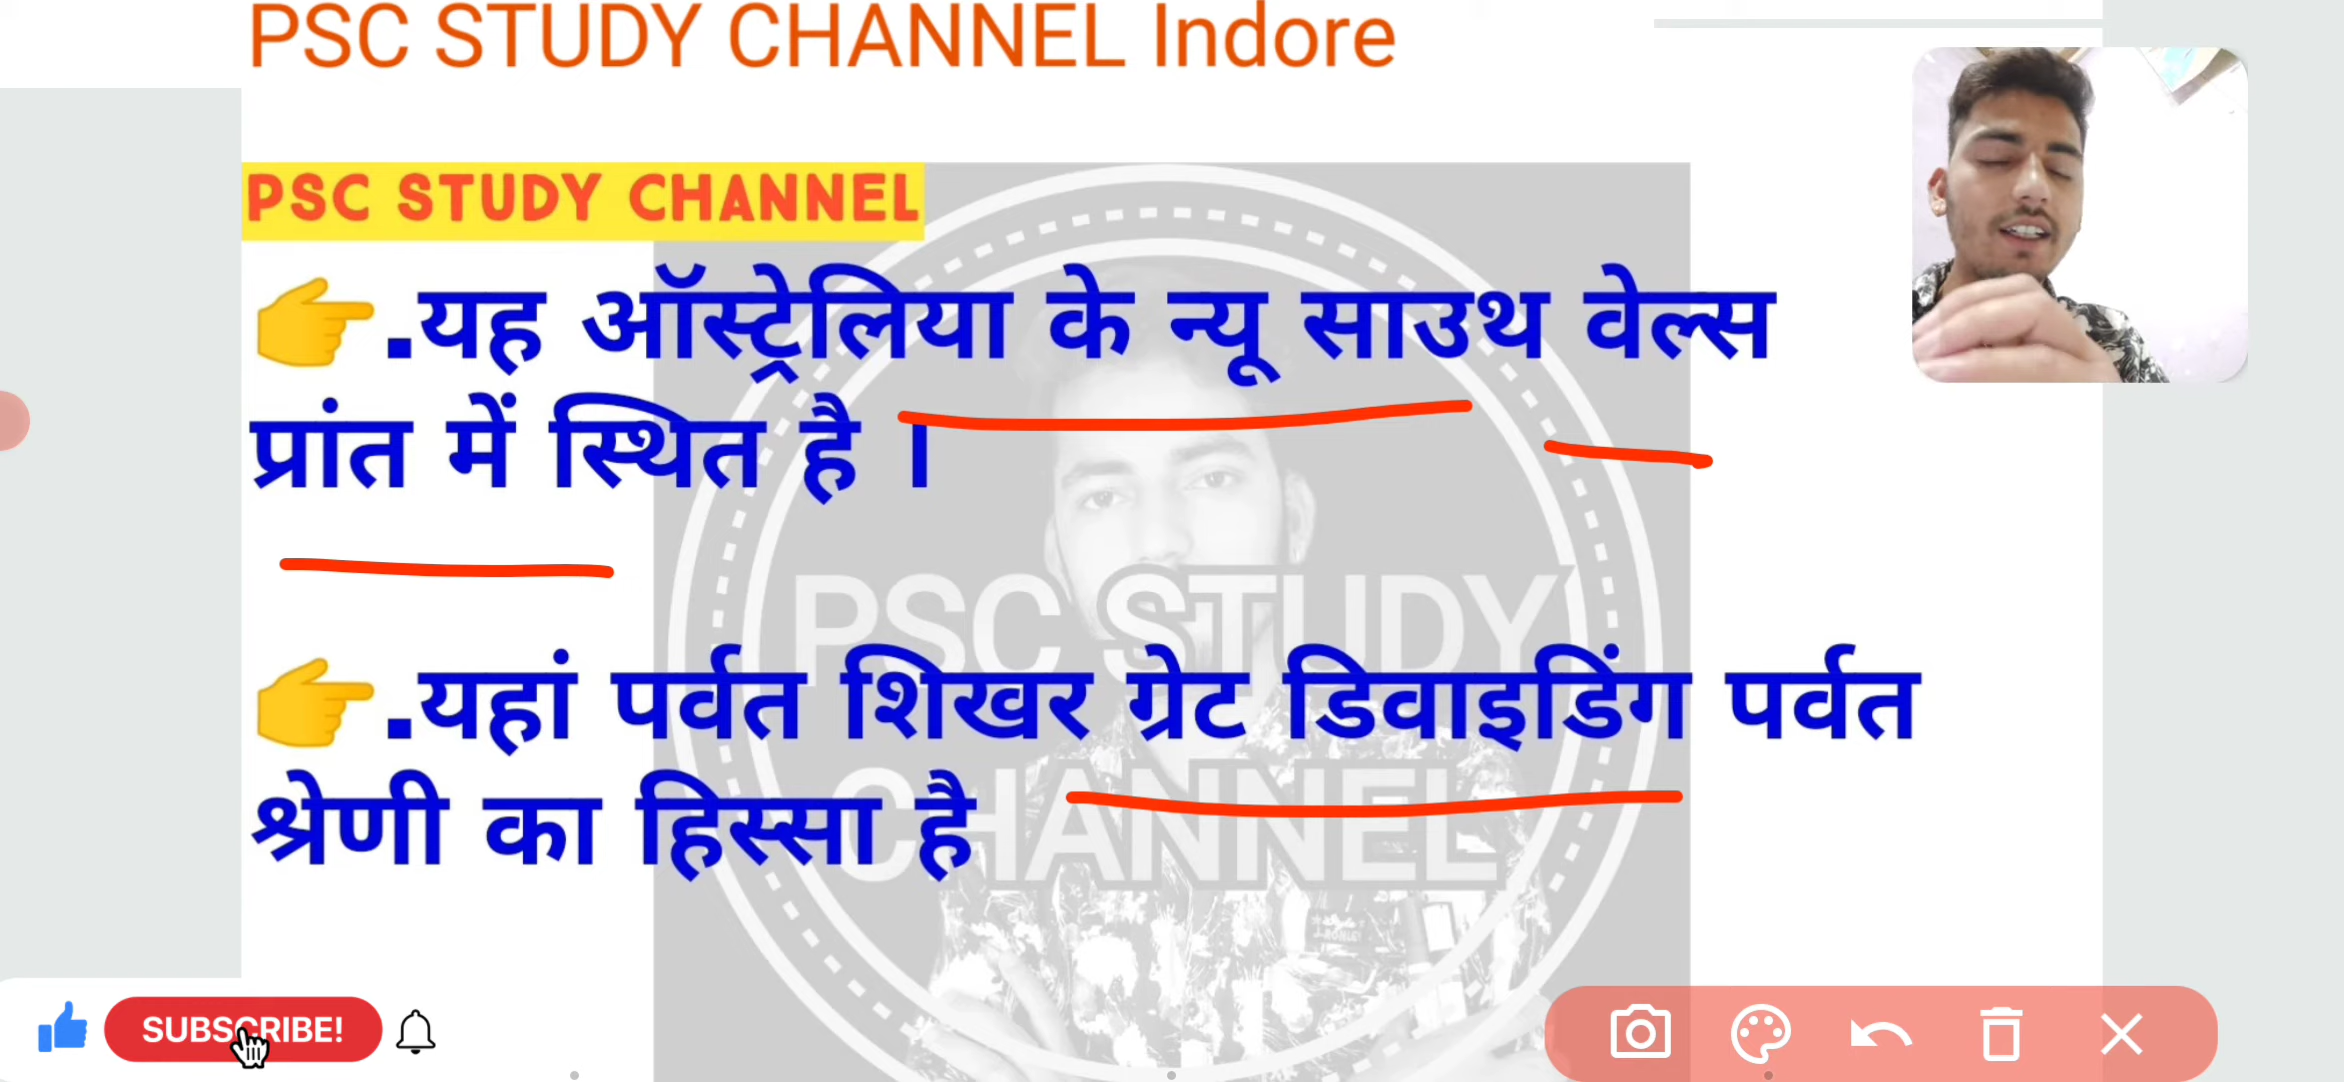 PSC STUDY CHANNEL Indore
PSC STUDY CHANNEL
👉.यह ऑस्ट्रेलिया के न्यू साउथ वेल्स
प्रांत में स्थित है ।
PSC STUDY
👉.यहां पर्वत शिखर ग्रेट डिवाइडिंग पर्वत
श्रेणी का हिस्सा है
CHANNEL
SUBSCRIBE!